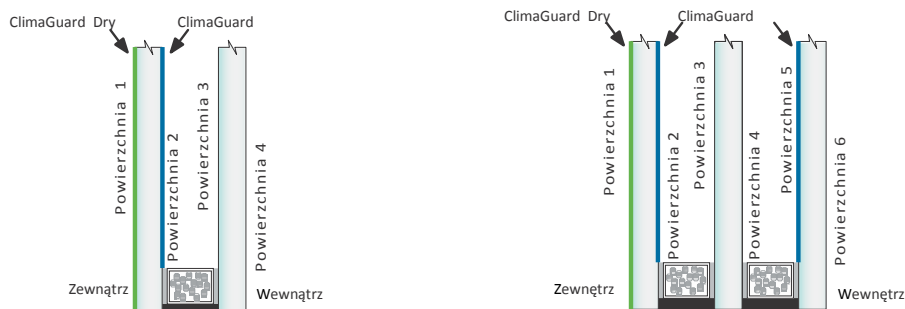 ClimaGuard Dry
ClimaGuard
Powierzchnia 1
Powierzchnia 2
Powierzchnia 3
Powierzchnia 4
Zewnątrz
Wewnątrz
ClimaGuard Dry
ClimaGuard
Powierzchnia 1
Powierzchnia 2
Powierzchnia 3
Powierzchnia 4
Powierzchnia 5
Powierzchnia 6
Zewnętrz
Wewnętrz